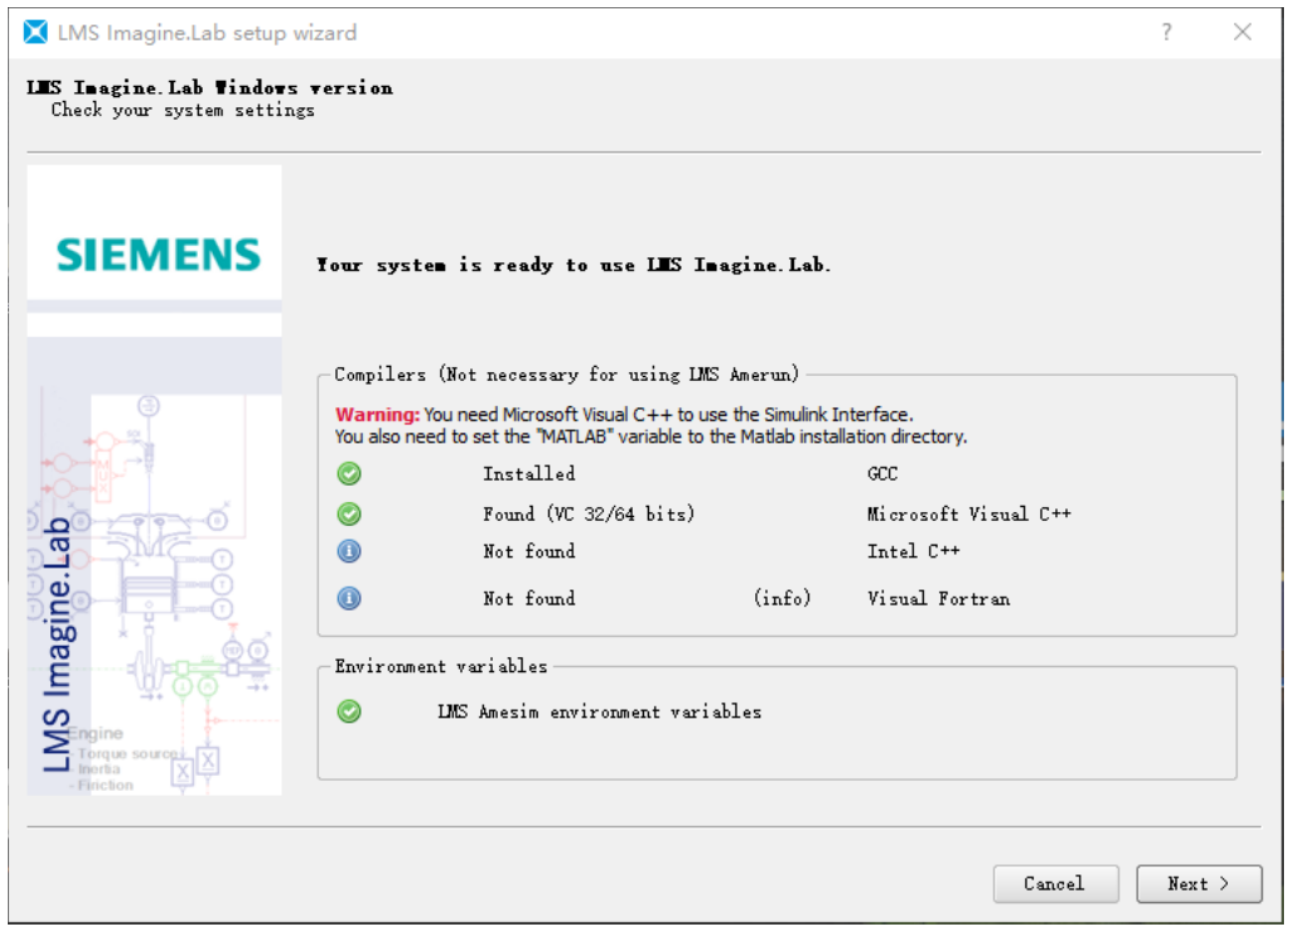 LMS Imagine.Lab setup wizard
?
LMS Imagine.Lab Windows version
Check your system settings
SIEMENS
Your system is ready to use LMS Imagine.Lab.
Compilers (Not necessary for using LMS Amerun)
Warning: You need Microsoft Visual C++ to use the Simulink Interface.
You also need to set the "MATLAB" variable to the Matlab installation directory.
Installed GCC
Found (VC 32/64 bits) Microsoft Visual C++
Not found Intel C++
Not found (info) Visual Fortran
Environment variables
LMS Amesim environment variables
LMS Imagine.Lab
Engine
- Torque source
- Inertia
- Firiction
Cancel
Next >